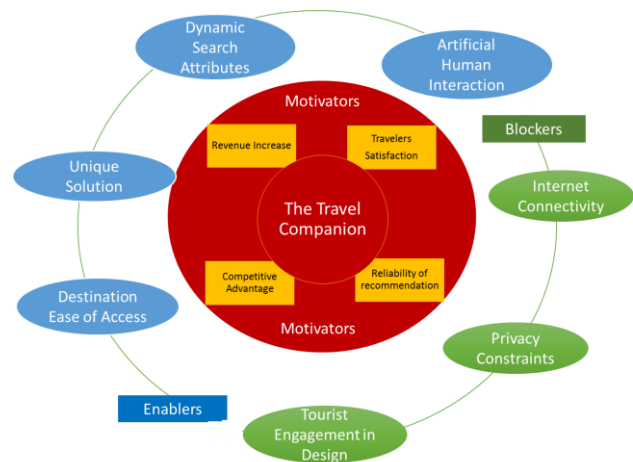 Dynamic
Search
Attributes
Artificial
Human
Interaction
Motivators
Blockers
Revenue Increase
Travelers
Satisfaction
Unique
Solution
Internet
Connectivity
The Travel
Companion
Competitive
Advantage
Reliability of
recommendation
Destination
Ease of Access
Motivators
Privacy
Constraints
Enablers
Tourist
Engagement in
Design